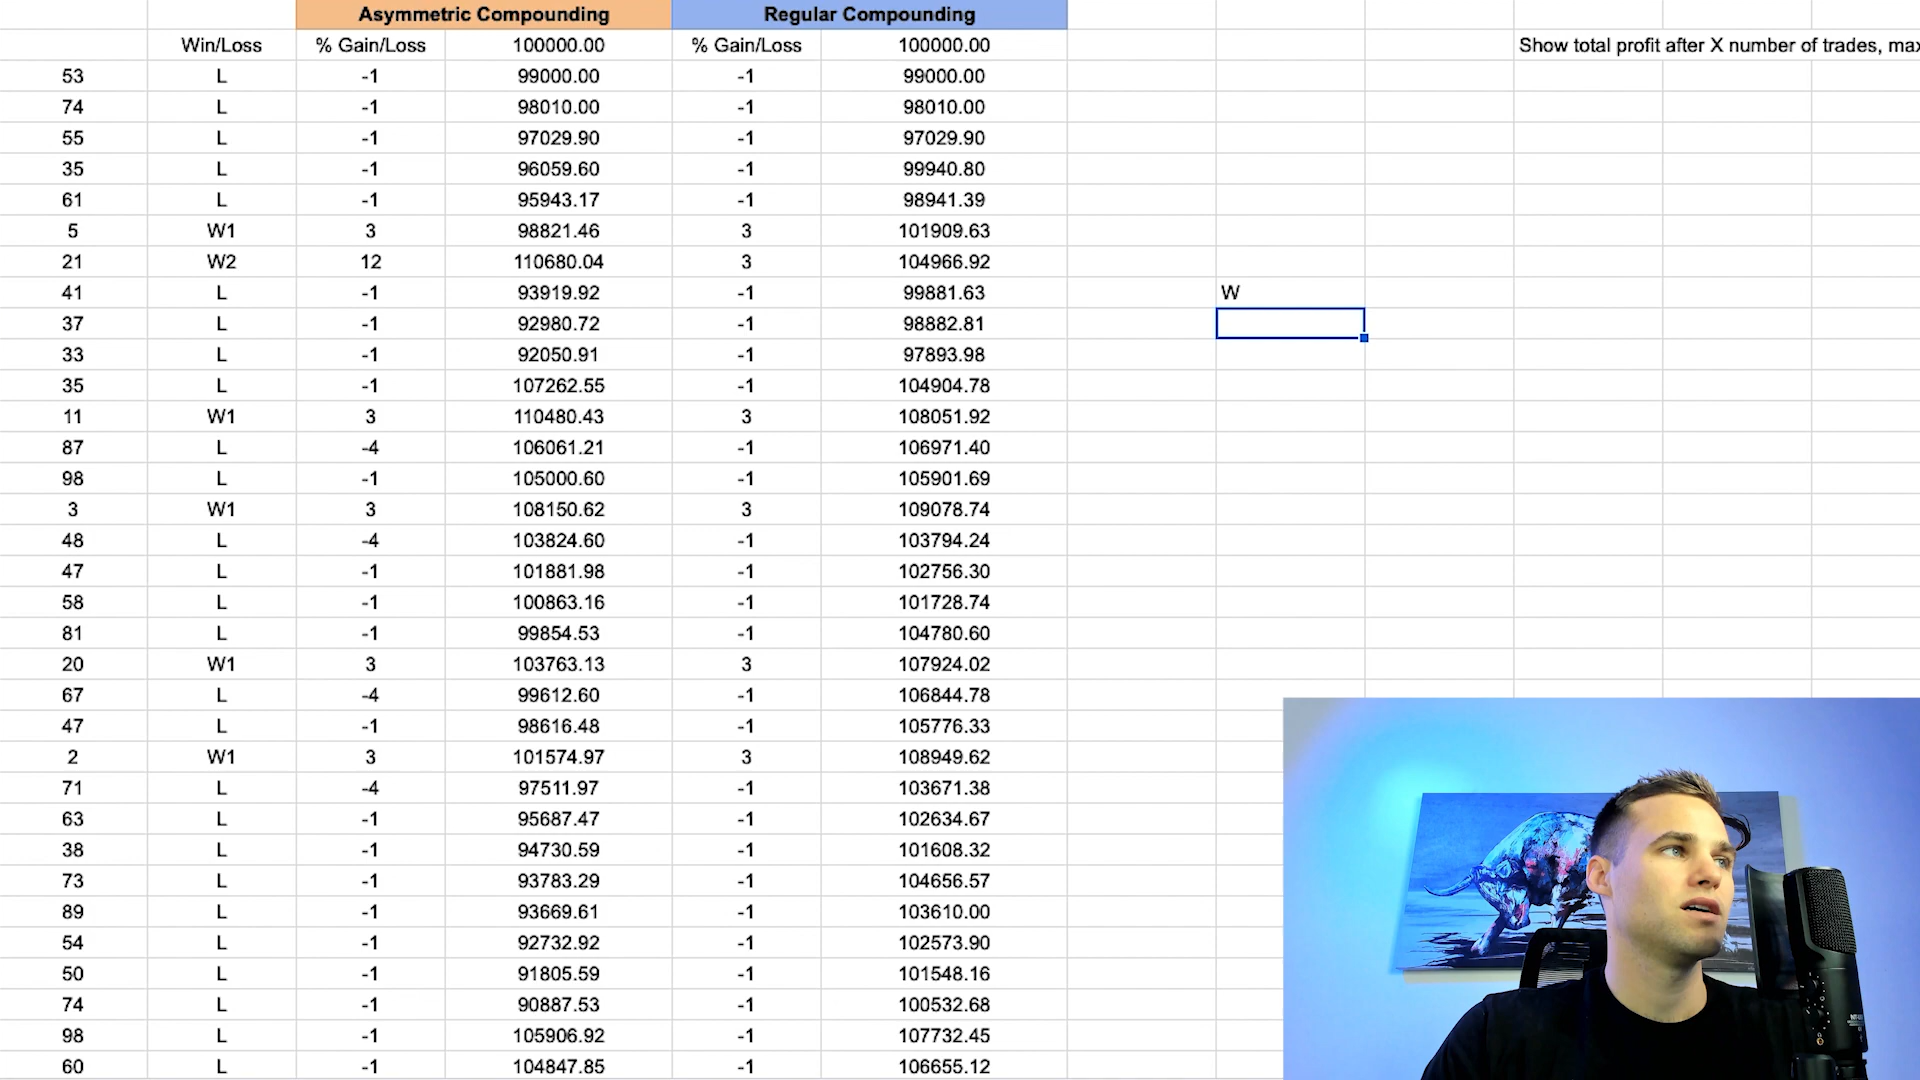 Asymmetric Compounding Regular Compounding
Win/Loss % Gain/Loss 100000.00 % Gain/Loss 100000.00 Show total profit after X number of trades, max
53 L -1 99000.00 -1 99000.00
74 L -1 98010.00 -1 98010.00
55 L -1 97029.90 -1 97029.90
35 L -1 96059.60 -1 99940.80
61 L -1 95943.17 -1 98941.39
5 W1 3 98821.46 3 101909.63
21 W2 12 110680.04 3 104966.92
41 L -1 93919.92 -1 99881.63 W
37 L -1 92980.72 -1 98882.81
33 L -1 92050.91 -1 97893.98
35 L -1 107262.55 -1 104904.78
11 W1 3 110480.43 3 108051.92
87 L -4 106061.21 -1 106971.40
98 L -1 105000.60 -1 105901.69
3 W1 3 108150.62 3 109078.74
48 L -4 103824.60 -1 103794.24
47 L -1 101881.98 -1 102756.30
58 L -1 100863.16 -1 101728.74
81 L -1 99854.53 -1 104780.60
20 W1 3 103763.13 3 107924.02
67 L -4 99612.60 -1 106844.78
47 L -1 98616.48 -1 105776.33
2 W1 3 101574.97 3 108949.62
71 L -4 97511.97 -1 103671.38
63 L -1 95687.47 -1 102634.67
38 L -1 94730.59 -1 101608.32
73 L -1 93783.29 -1 104656.57
89 L -1 93669.61 -1 103610.00
54 L -1 92732.92 -1 102573.90
50 L -1 91805.59 -1 101548.16
74 L -1 90887.53 -1 100532.68
98 L -1 105906.92 -1 107732.45
60 L -1 104847.85 -1 106655.12